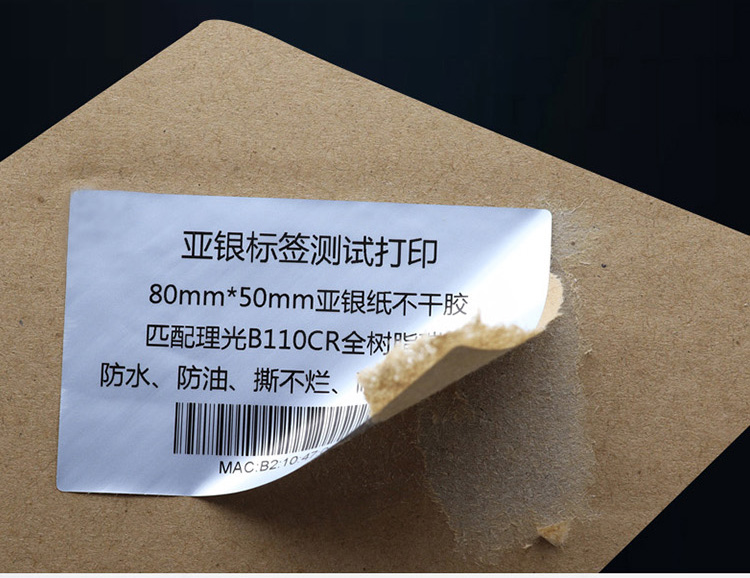 亚银标签测试打印
80mm*50mm亚银纸不干胶
匹配理光B110CR全树脂
防水、防油、撕不烂、
MAC:B2:10:47